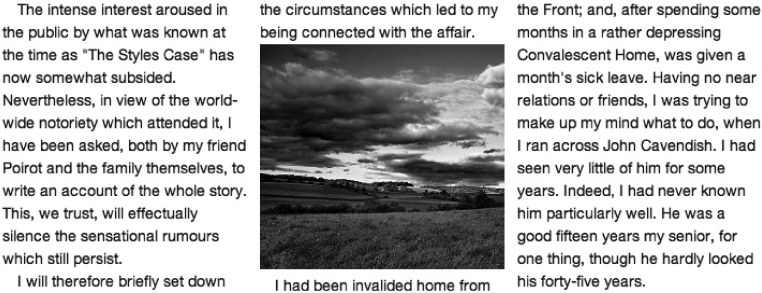 The intense interest aroused in
the public by what was known at
the time as "The Styles Case" has
now somewhat subsided.
Nevertheless, in view of the world-
wide notoriety which attended it, I
have been asked, both by my friend
Poirot and the family themselves, to
write an account of the whole story.
This, we trust, will effectually
silence the sensational rumours
which still persist.
I will therefore briefly set down
the circumstances which led to my
being connected with the affair.
I had been invalided home from
the Front; and, after spending some
months in a rather depressing
Convalescent Home, was given a
month's sick leave. Having no near
relations or friends, I was trying to
make up my mind what to do, when
I ran across John Cavendish. I had
seen very little of him for some
years. Indeed, I had never known
him particularly well. He was a
good fifteen years my senior, for
one thing, though he hardly looked
his forty-five years.